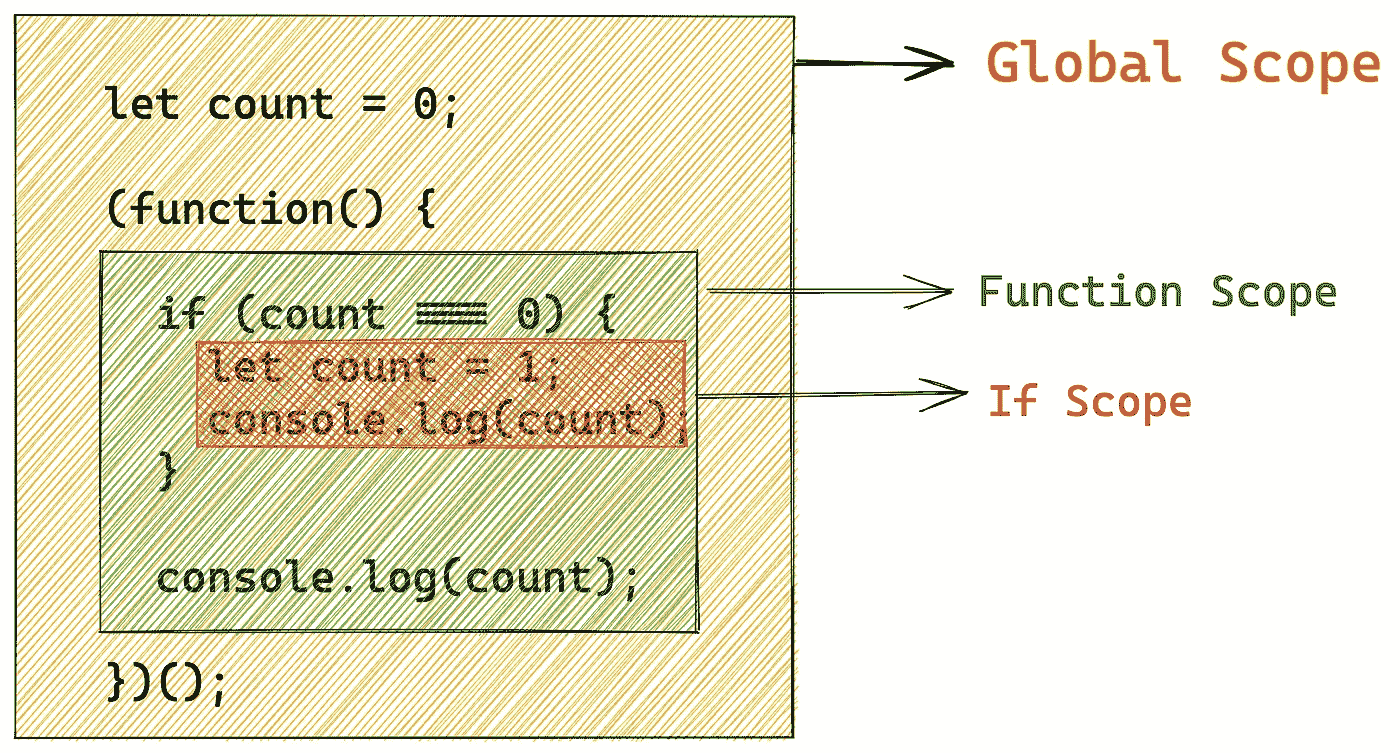 let count = 0;
Global Scope
(function() {
if (count === 0) {
Function Scope
let count = 1;
If Scope
console.log(count);
}
console.log(count);
})();